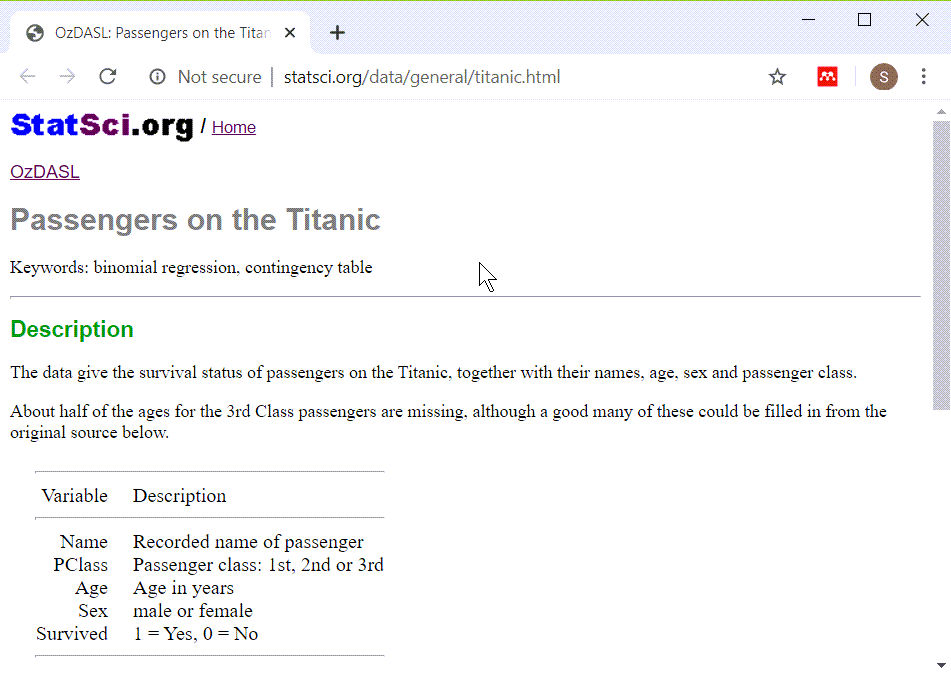 OzDASL: Passengers on the Titan
Not secure | statsci.org/data/general/titanic.html
S
StatSci.org / Home
OzDASL
Passengers on the Titanic
Keywords: binomial regression, contingency table
Description
The data give the survival status of passengers on the Titanic, together with their names, age, sex and passenger class.
About half of the ages for the 3rd Class passengers are missing, although a good many of these could be filled in from the
original source below.
Variable Description
Name Recorded name of passenger
PClass Passenger class: 1st, 2nd or 3rd
Age Age in years
Sex male or female
Survived 1 = Yes, 0 = No